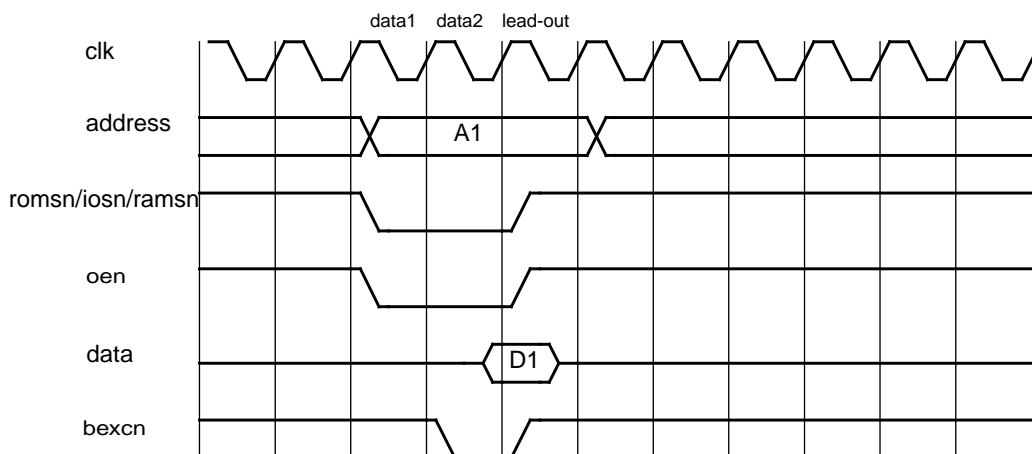 data1 data2 lead-out
clk
address
A1
romsn/iosn/ramsn
oen
data
D1
bexcn